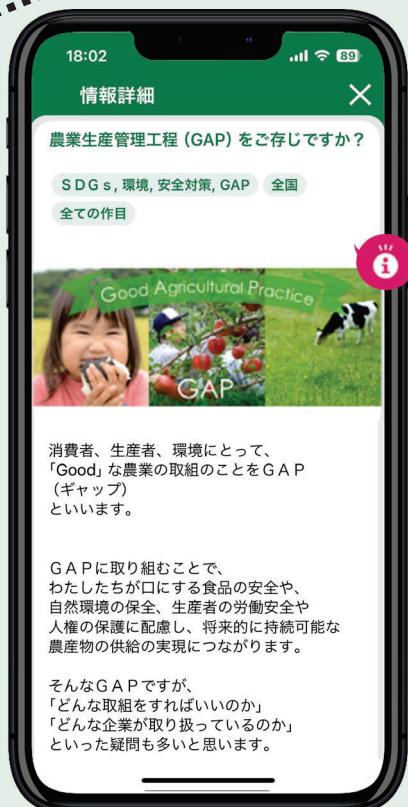 18:02
89
情報詳細
農業生産管理工程（GAP）をご存じですか？
ＳＤＧｓ, 環境, 安全対策, GAP
全国
全ての作目
Good Agricultural Practice
GAP
消費者、生産者、環境にとって、
「Good」な農業の取組のことをＧＡＰ
（ギャップ）
といいます。
ＧＡＰに取り組むことで、
わたしたちが口にする食品の安全や、
自然環境の保全、生産者の労働安全や
人権の保護に配慮し、将来的に持続可能な
農産物の供給の実現につながります。
そんなＧＡＰですが、
「どんな取組をすればいいのか」
「どんな企業が取り扱っているのか」
といった疑問も多いと思います。